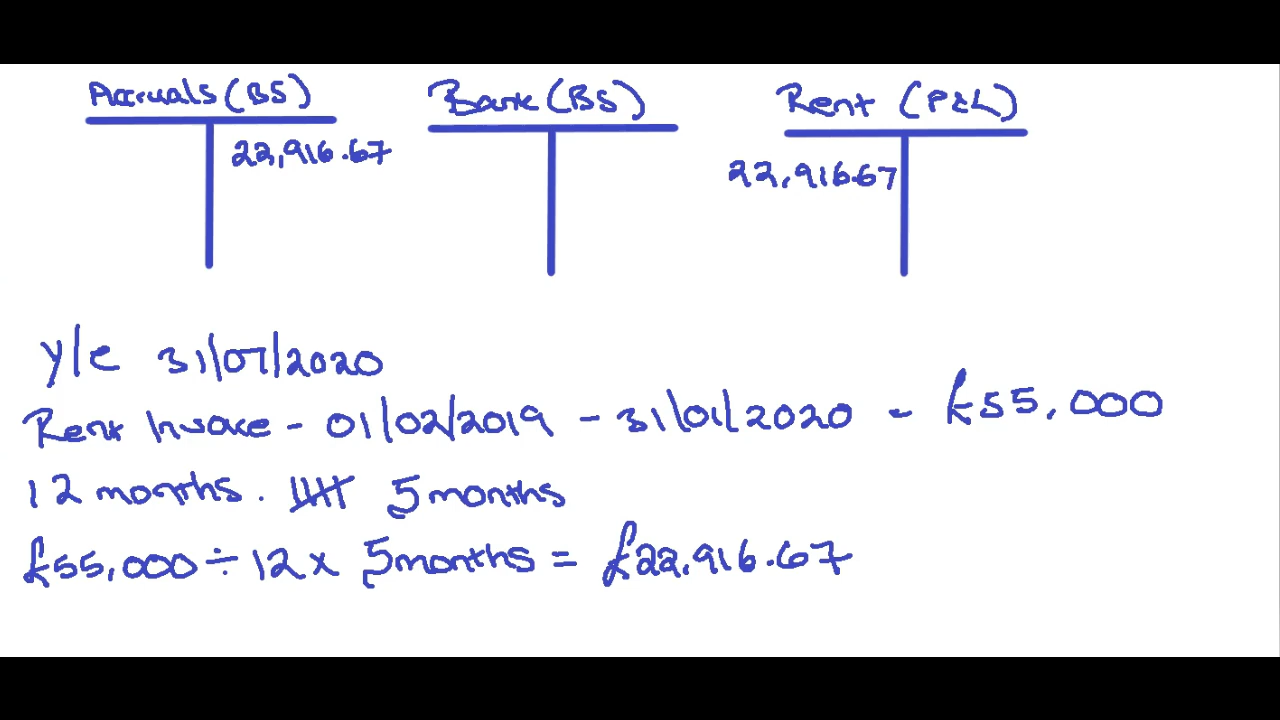 Accruals (BS) Bank (BS) Rent (P&L)
22,916.67 22,916.67
y/e 31/07/2020
Rent Invoice - 01/02/2019 - 31/01/2020 - £55,000
12 months. 5 months
£55,000 ÷ 12 x 5 months = £22,916.67